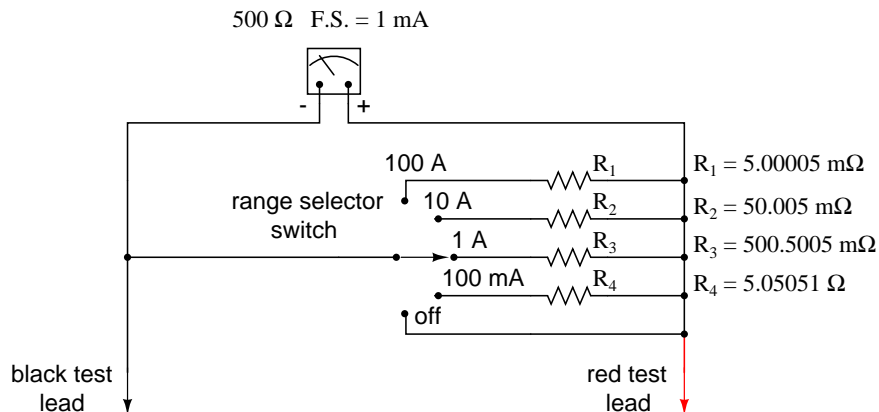 500 Ω F.S. = 1 mA
- +
100 A R₁ R₁ = 5.00005 mΩ
10 A R₂ R₂ = 50.005 mΩ
range selector
switch
1 A R₃ R₃ = 500.5005 mΩ
100 mA R₄ R₄ = 5.05051 Ω
off
black test
lead
red test
lead